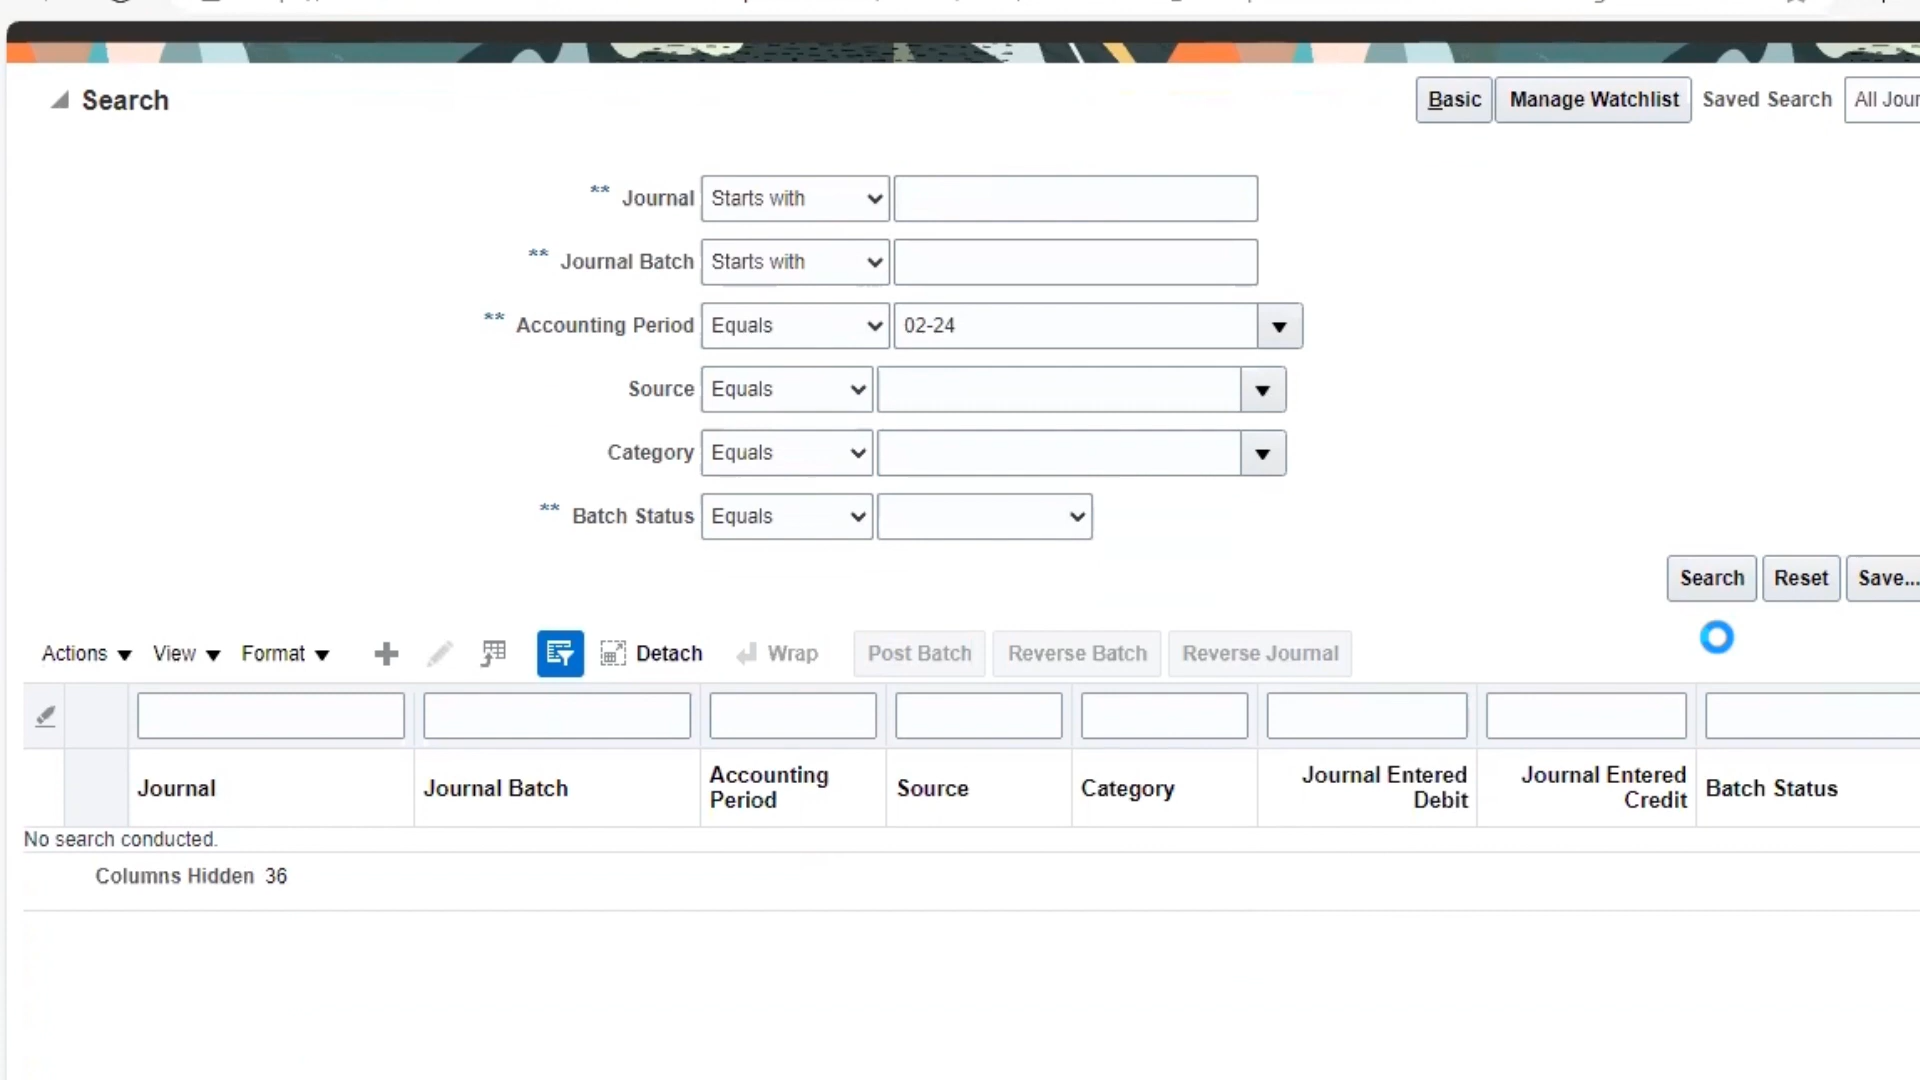 Search
Basic Manage Watchlist Saved Search All Jour
** Journal Starts with
** Journal Batch Starts with
** Accounting Period Equals 02-24
Source Equals
Category Equals
** Batch Status Equals
Search Reset Save...
Actions View Format Detach Wrap Post Batch Reverse Batch Reverse Journal
Journal Journal Batch Accounting Period Source Category Journal Entered Debit Journal Entered Credit Batch Status
No search conducted.
Columns Hidden 36